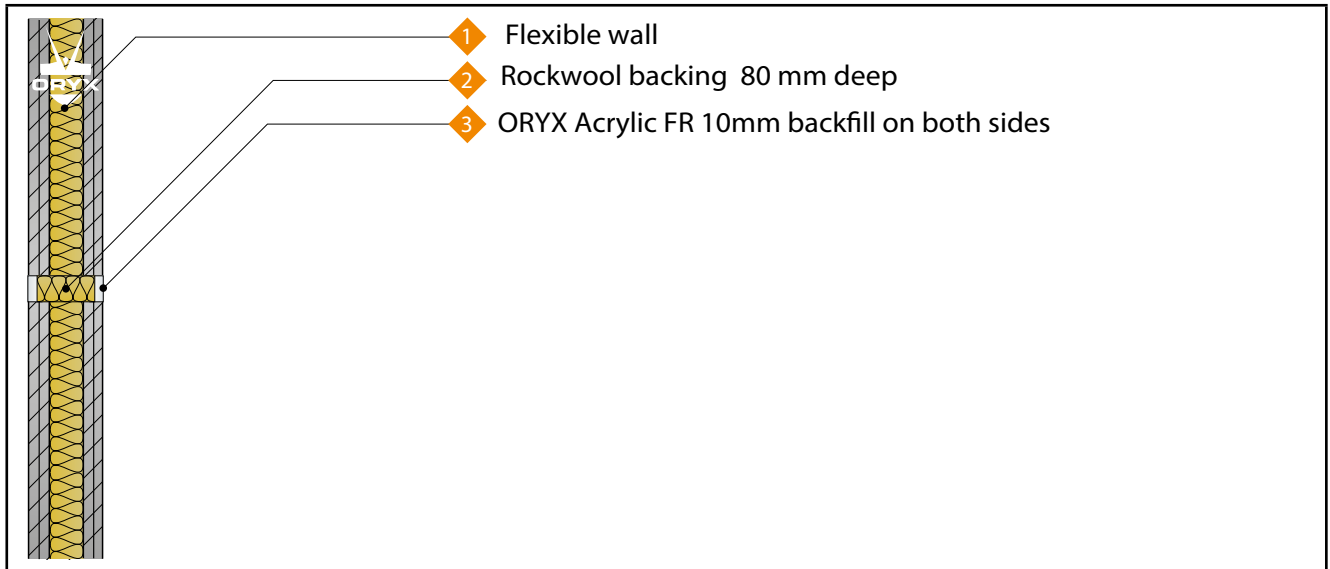 ORYX
1 Flexible wall
2 Rockwool backing 80 mm deep
3 ORYX Acrylic FR 10mm backfill on both sides